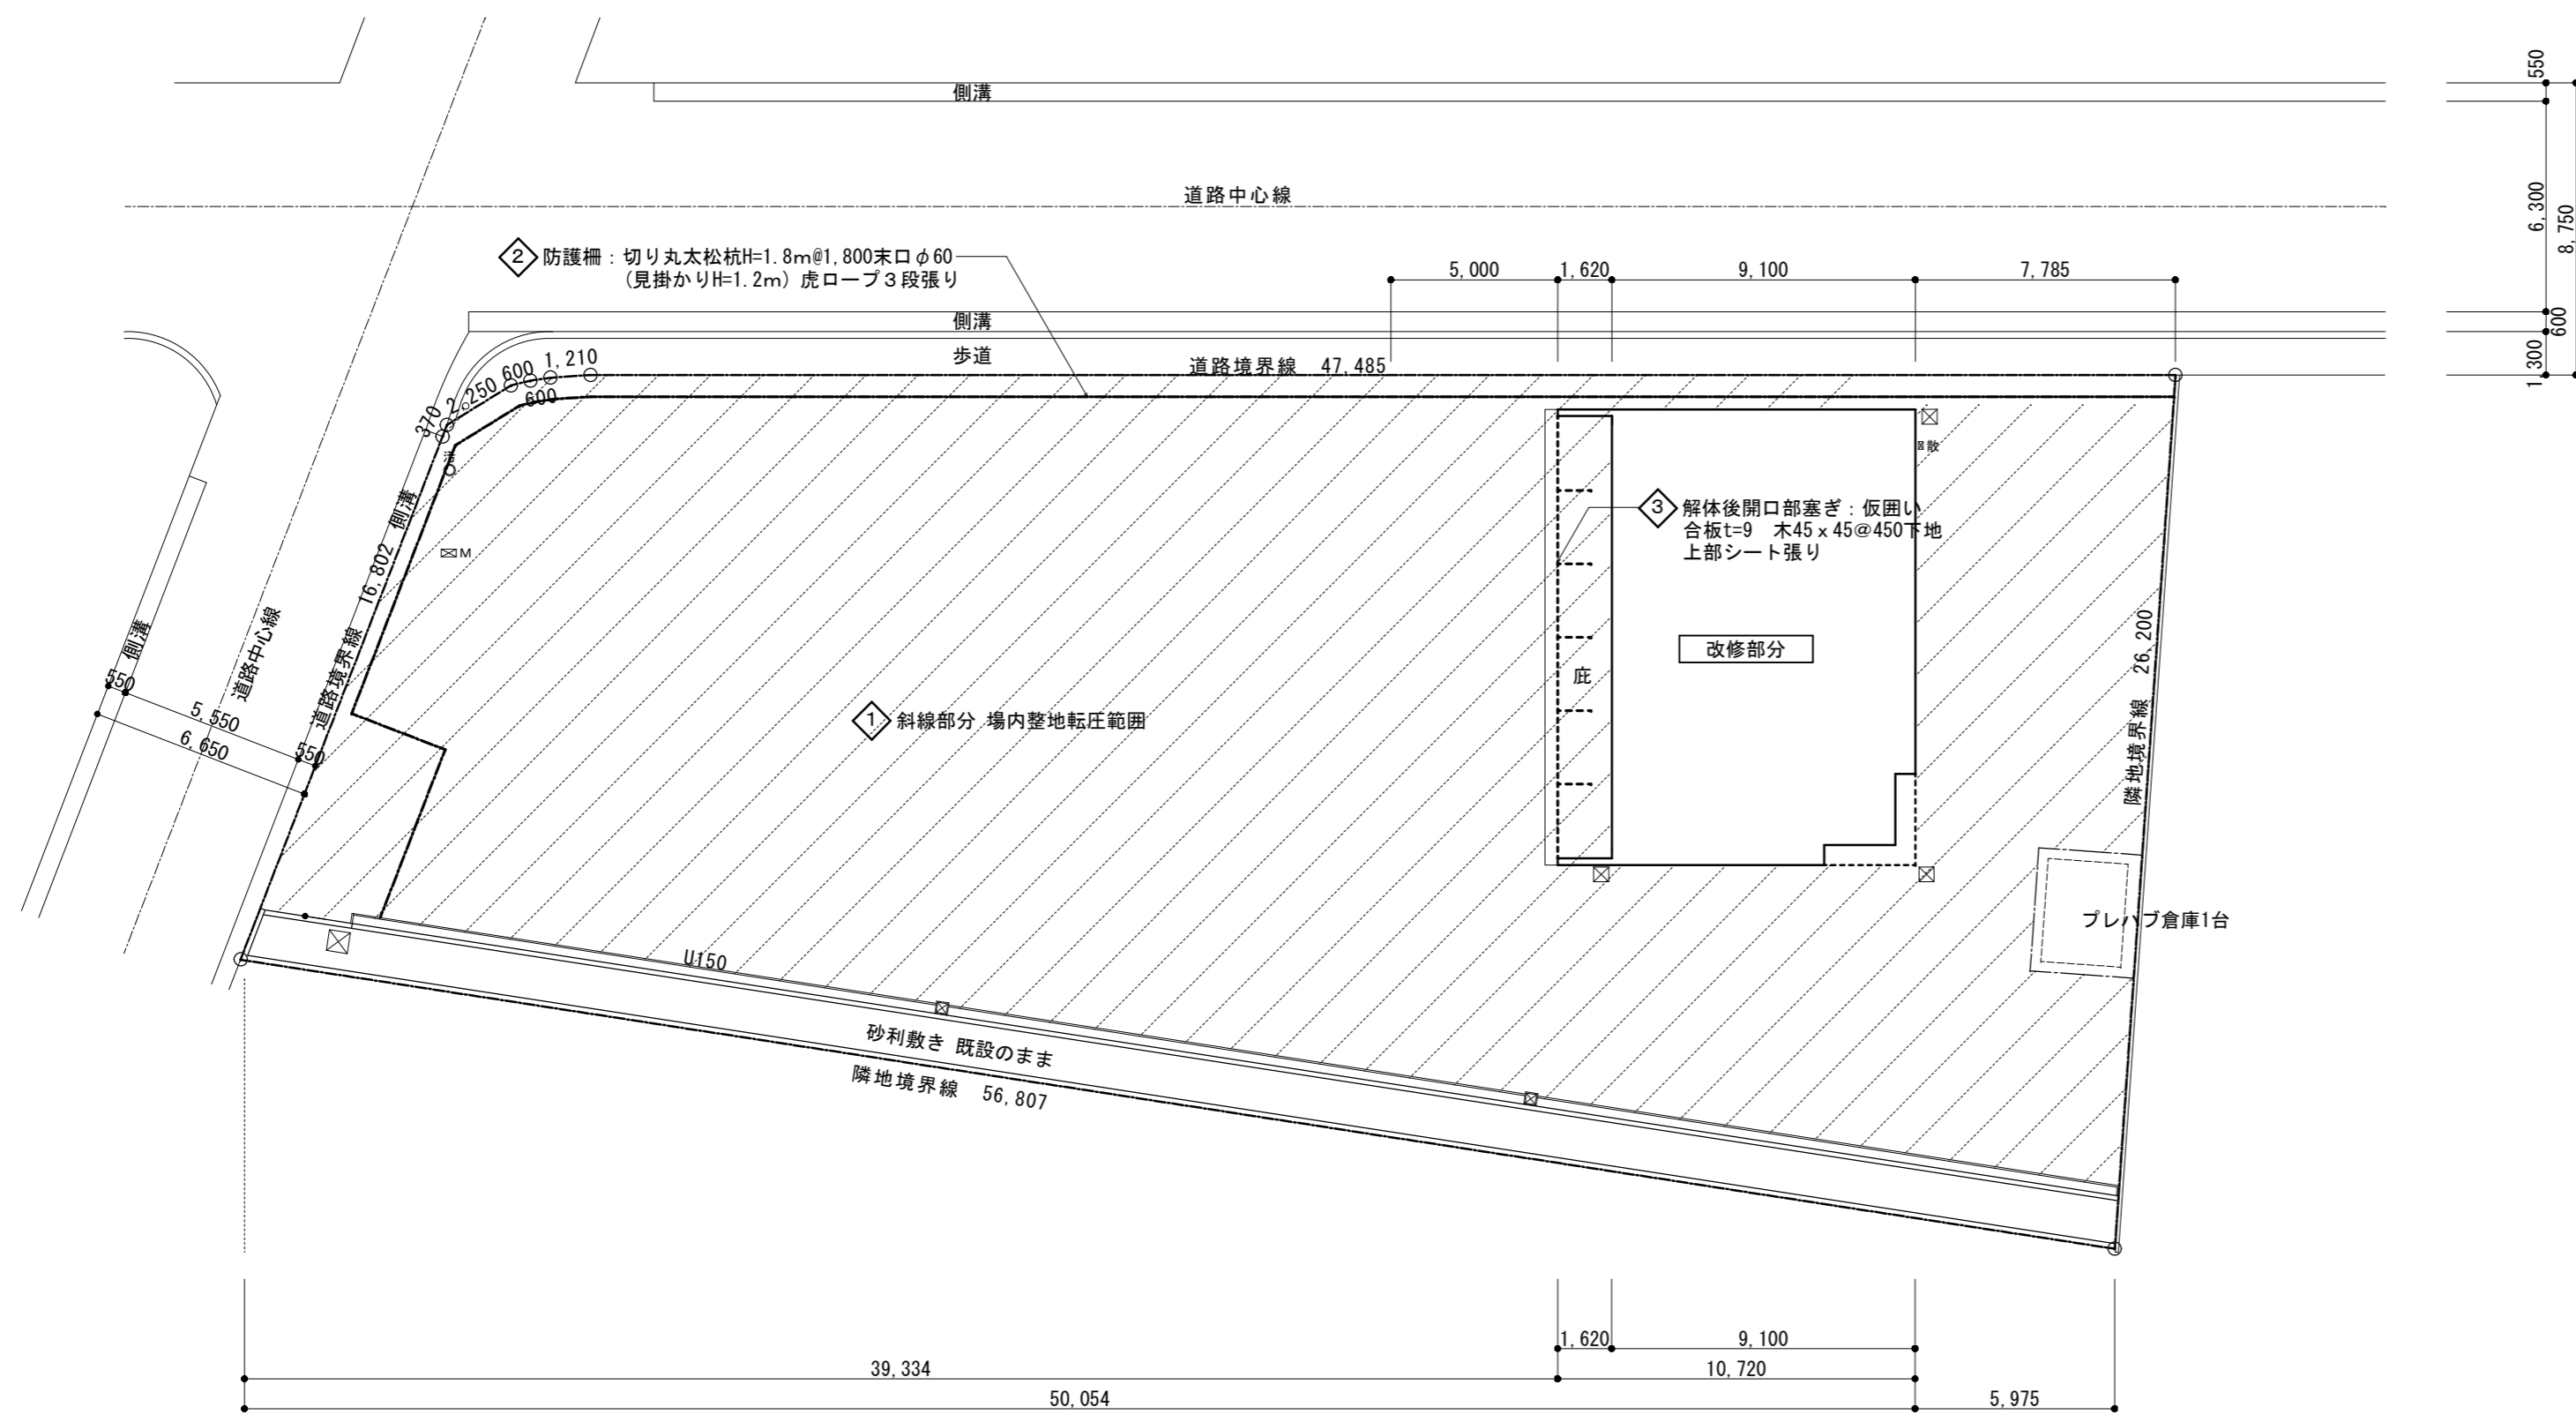 側溝
道路中心線
2 防護柵：切り丸太松杭H=1.8m@1,800末口φ60
(見掛かりH=1.2m) 虎ロープ3段張り
5,000
1,620
9,100
7,785
550
6,300
8,750
600
1,300
側溝
歩道
道路境界線 47,485
1,210
600
2,250
370
600
散
3 解体後開口部塞ぎ：仮囲い
合板t=9 木45x45@450下地
上部シート張り
M
側溝
道路境界線 16,802
道路中心線
側溝
550
5,550
550
6,650
改修部分
庇
1 斜線部分 場内整地転圧範囲
隣地境界線 26,200
プレハブ倉庫1台
U150
砂利敷き 既設のまま
隣地境界線 56,807
1,620
9,100
39,334
10,720
50,054
5,975